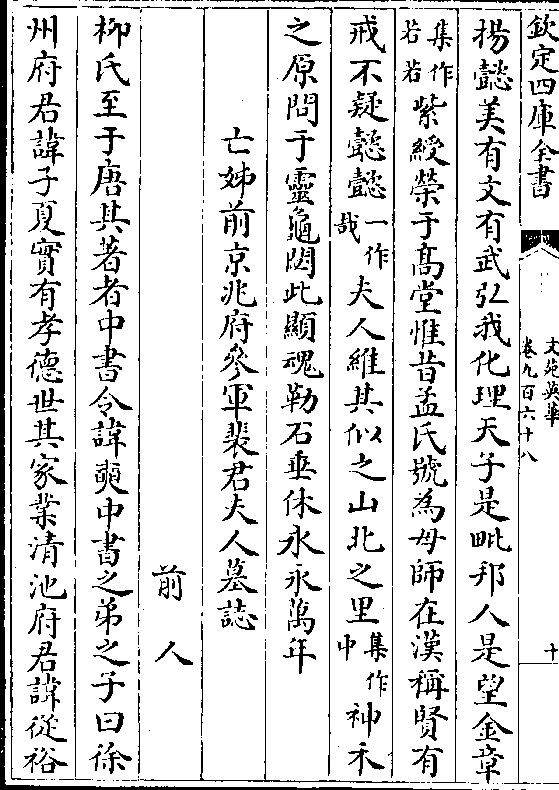 欽定四庫全書
文苑英華
卷九百六十八
十
楊懿美有文有武弘我化理天子是毗邦人是望金章
集作若若紫綬榮于髙堂惟昔孟氏號為母師在漢稱賢有
戒不疑懿懿一作哉夫人維其似之山北之里集作中神禾
之原問于靈龜閟此顯魂勒石垂休永永萬年
亡姊前京兆府參軍裴君夫人墓誌
前人
柳氏至于唐其著者中書令諱奭中書之弟之子曰徐
州府君諱子夏實有孝德世其家業清池府君諱從裕